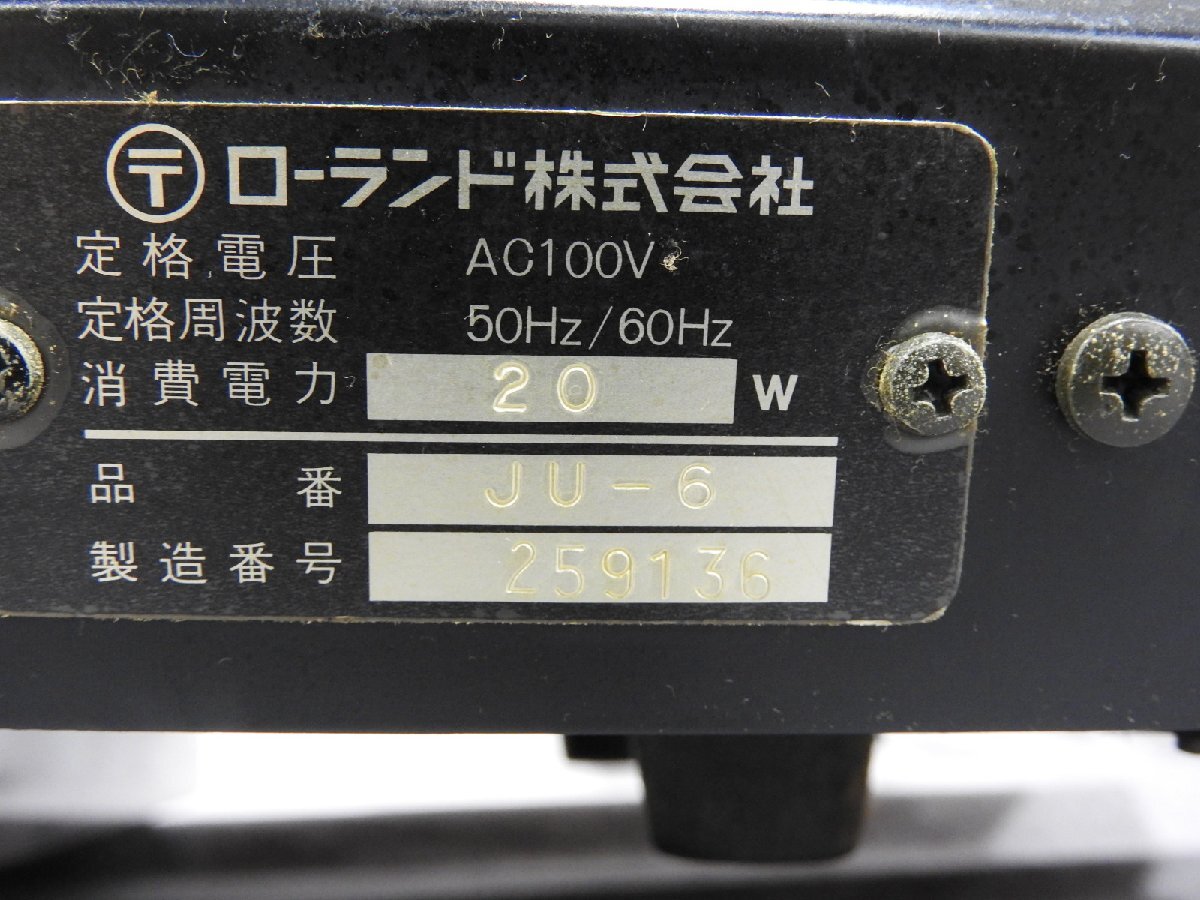 〒 ローランド株式会社
定格電圧 AC100V
定格周波数 50Hz/60Hz
消費電力 20 W
品番 JU-6
製造番号 259136